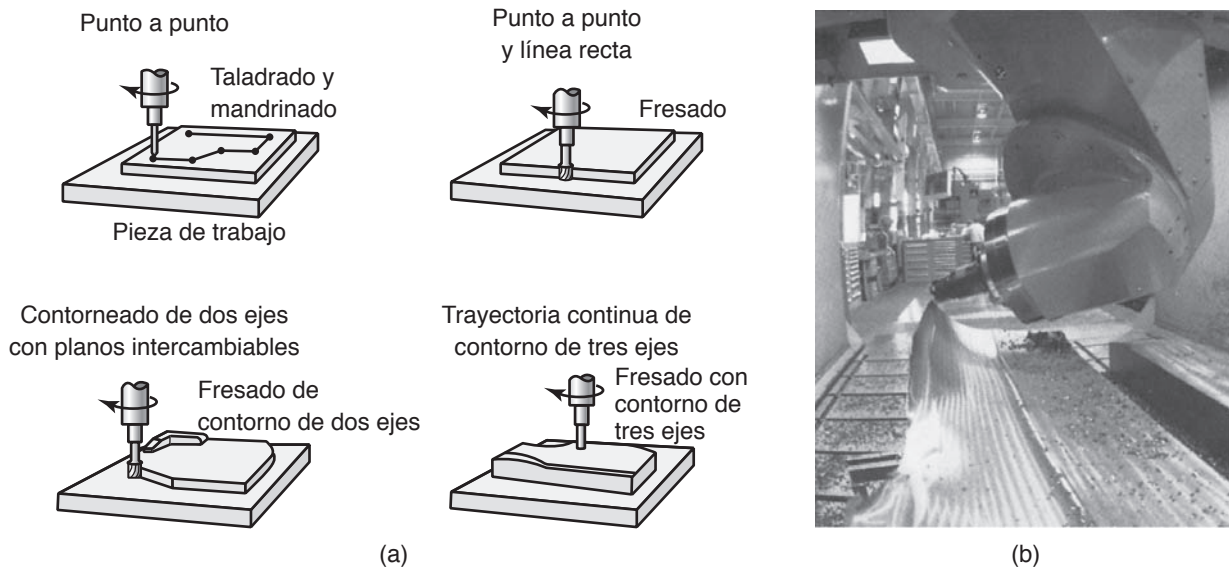 Punto a punto
Taladrado y
mandrinado
Pieza de trabajo
Punto a punto
y línea recta
Fresado
Contorneado de dos ejes
con planos intercambiables
Fresado de
contorno de dos ejes
Trayectoria continua de
contorno de tres ejes
Fresado con
contorno de
tres ejes
(a)
(b)